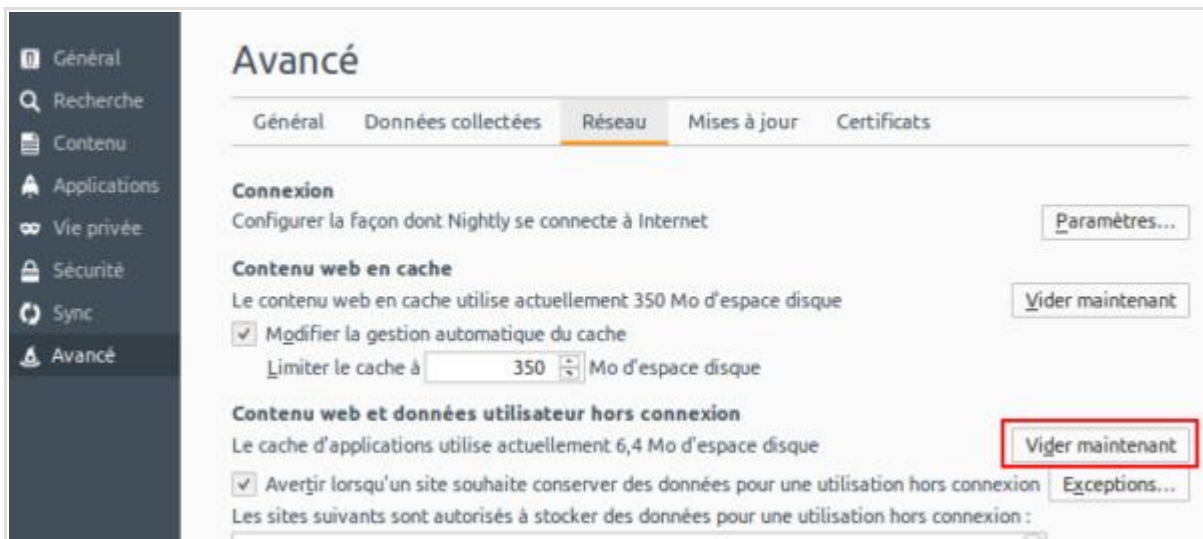 Général
Recherche
Contenu
Applications
Vie privée
Sécurité
Sync
Avancé
Avancé
Général Données collectées Réseau Mises à jour Certificats
Connexion
Configurer la façon dont Nightly se connecte à Internet Paramètres...
Contenu web en cache
Le contenu web en cache utilise actuellement 350 Mo d'espace disque Vider maintenant
Modifier la gestion automatique du cache
Limiter le cache à 350 Mo d'espace disque
Contenu web et données utilisateur hors connexion
Le cache d'applications utilise actuellement 6,4 Mo d'espace disque Vider maintenant
Avertir lorsqu'un site souhaite conserver des données pour une utilisation hors connexion Exceptions...
Les sites suivants sont autorisés à stocker des données pour une utilisation hors connexion :